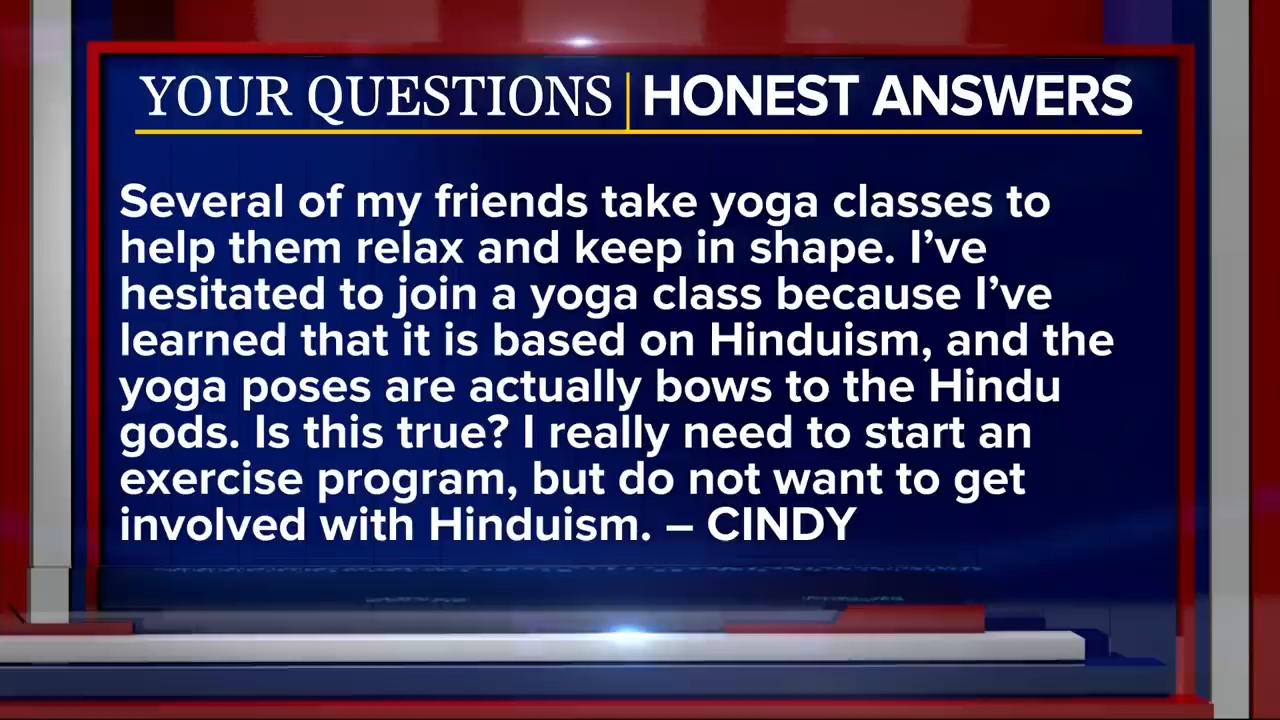 YOUR QUESTIONS | HONEST ANSWERS
Several of my friends take yoga classes to
help them relax and keep in shape. I’ve
hesitated to join a yoga class because I’ve
learned that it is based on Hinduism, and the
yoga poses are actually bows to the Hindu
gods. Is this true? I really need to start an
exercise program, but do not want to get
involved with Hinduism. – CINDY